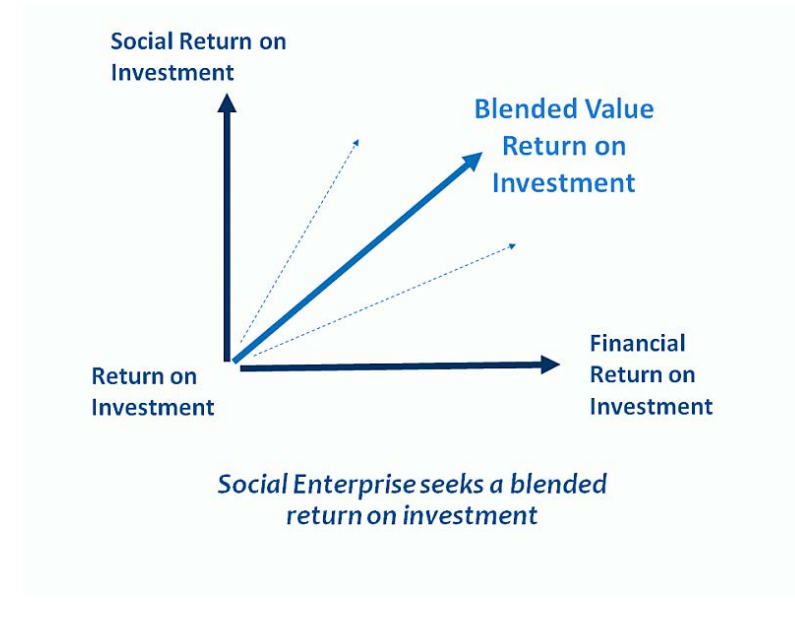 Social Return on
Investment
Blended Value
Return on
Investment
Financial
Return on
Investment
Return on
Investment
Social Enterprise seeks a blended
return on investment